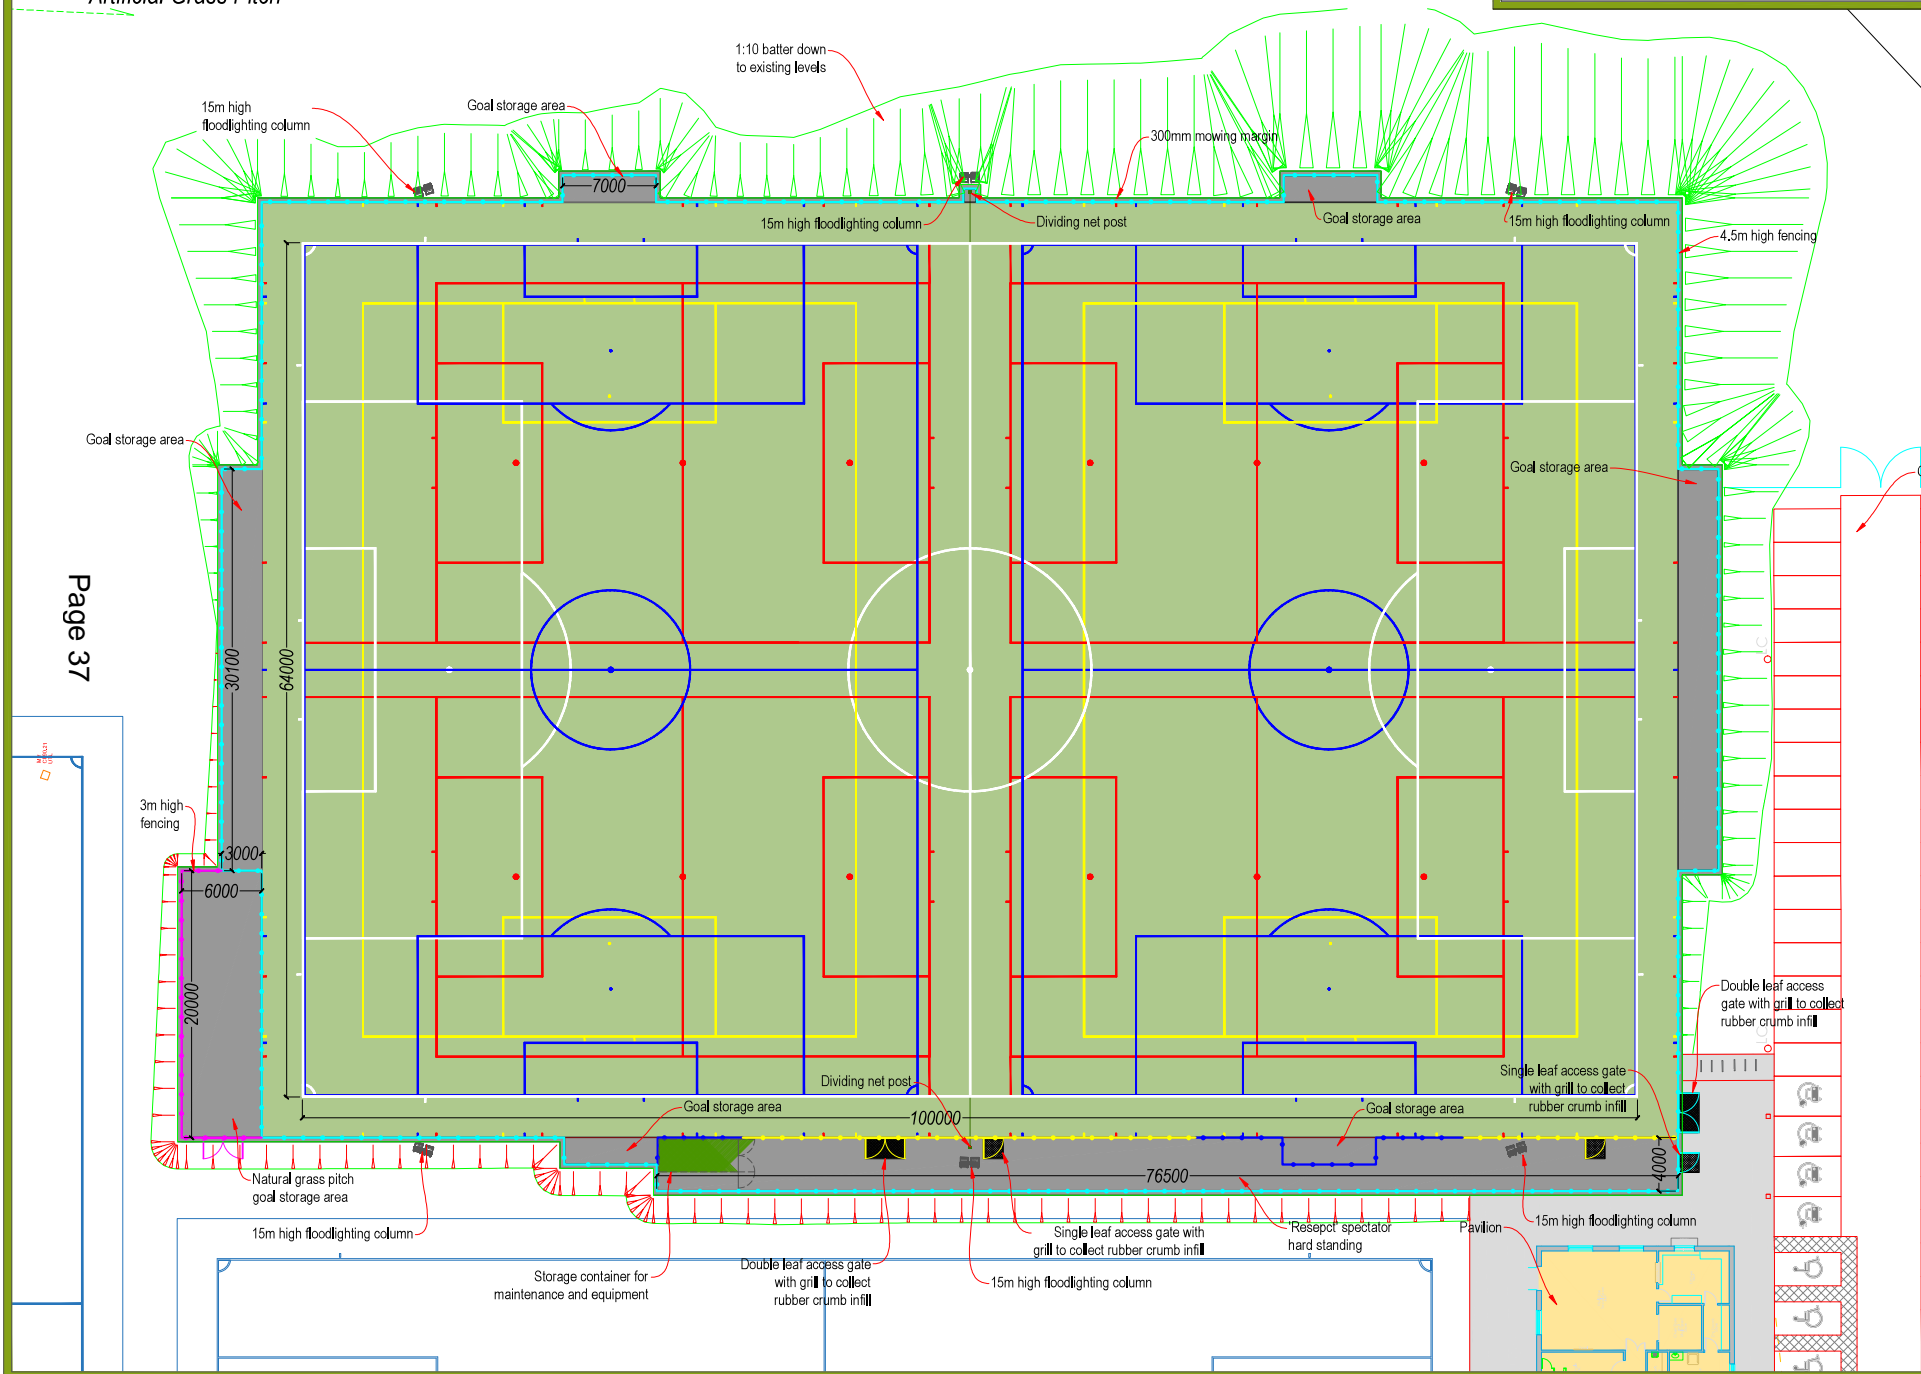 Artificial Grass Pitch
1:10 batter down
to existing levels
15m high
floodlighting column
Goal storage area
300mm mowing margin
7000
15m high floodlighting column
Dividing net post
Goal storage area
15m high floodlighting column
4.5m high fencing
Goal storage area
Goal storage area
Page 37
30100
64000
3m high
fencing
3000
6000
20000
Double leaf access
gate with grill to collect
rubber crumb infill
Single leaf access gate
with grill to collect
rubber crumb infill
Dividing net post
Goal storage area
100000
Goal storage area
4000
76500
Natural grass pitch
goal storage area
15m high floodlighting column
Storage container for
maintenance and equipment
Double leaf access gate
with grill to collect
rubber crumb infill
Single leaf access gate with
grill to collect rubber crumb infill
15m high floodlighting column
'Resepct' spectator
hard standing
Pavilion
15m high floodlighting column
LC